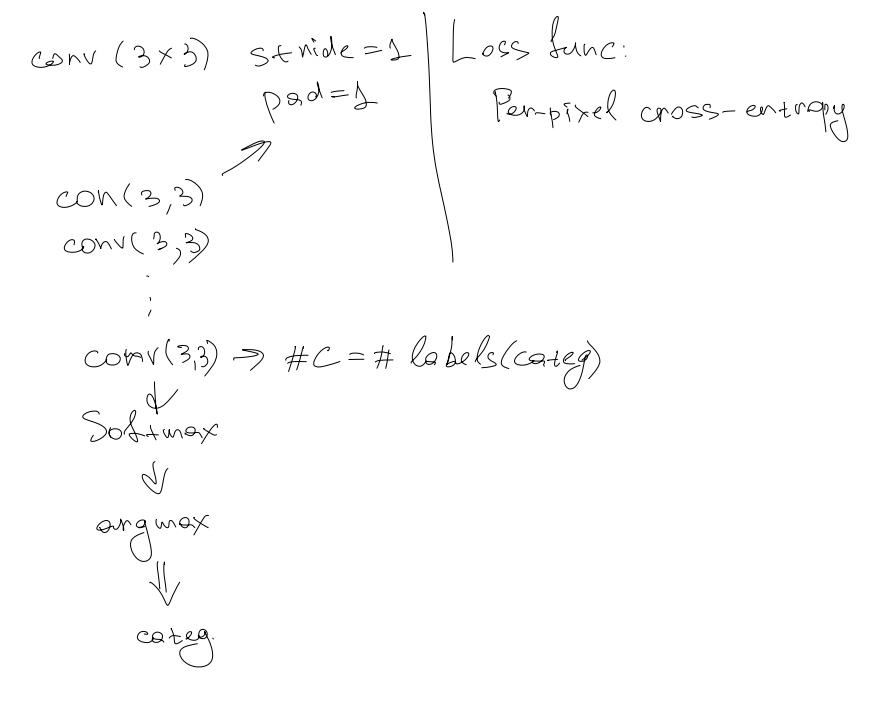 conv (3×3) stride=1
pad=1
Loss func:
Per-pixel cross-entropy
con(3,3)
conv(3,3)
conv(3,3) → #C = # labels(categ)
Softmax
argmax
categ.